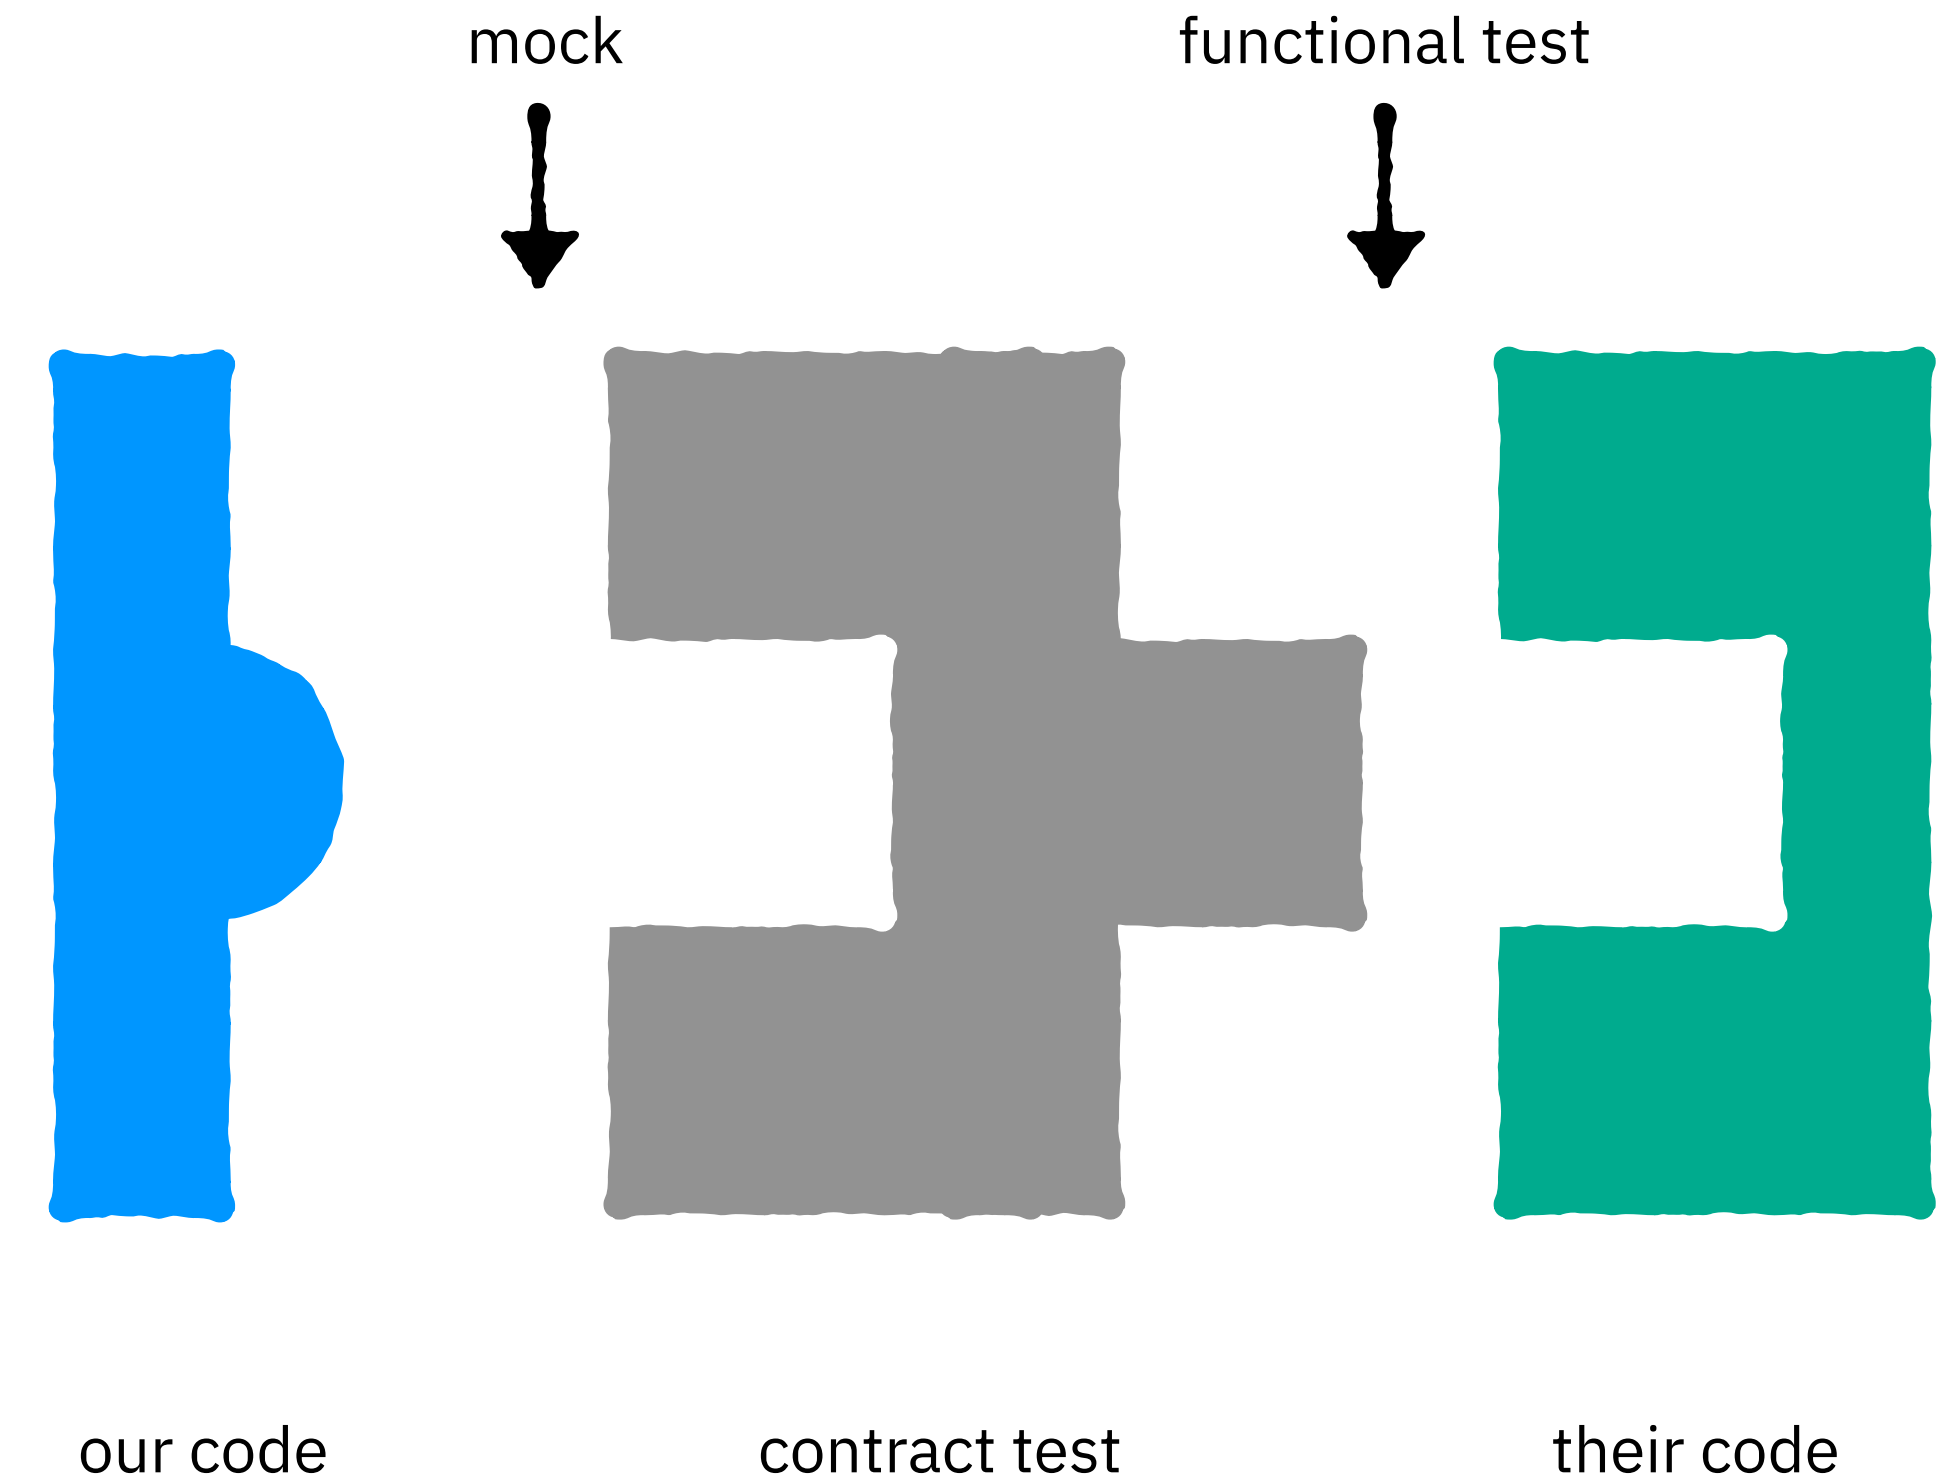 mock
functional test
our code
contract test
their code